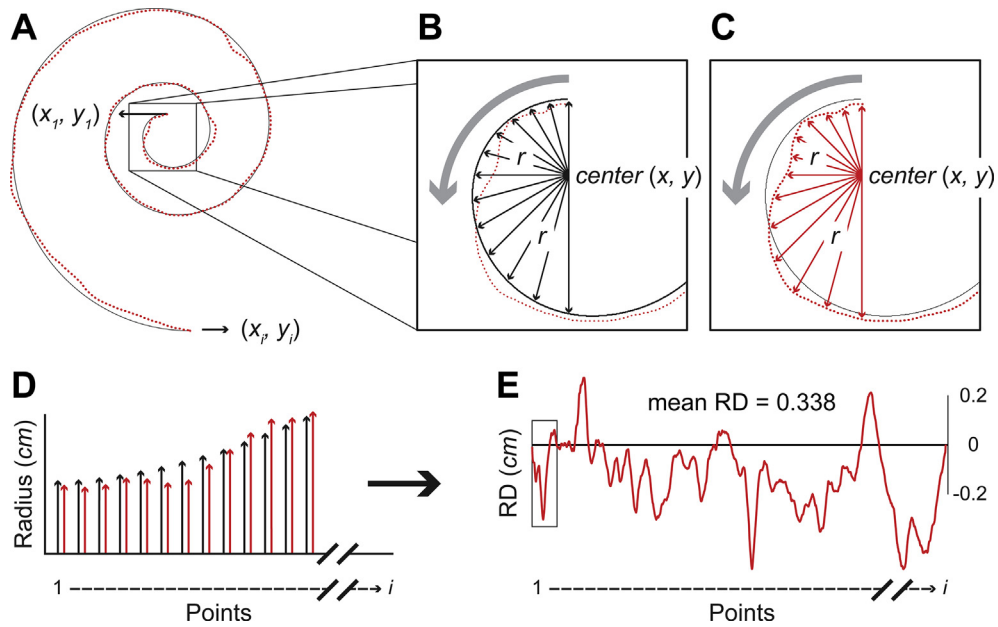 A
B
C
(x1, y1)
r
center (x, y)
r
r
center (x, y)
r
(xi, yi)
D
E
mean RD = 0.338
0.2
0
-0.2
Radius (cm)
RD (cm)
1
i
Points
1
i
Points